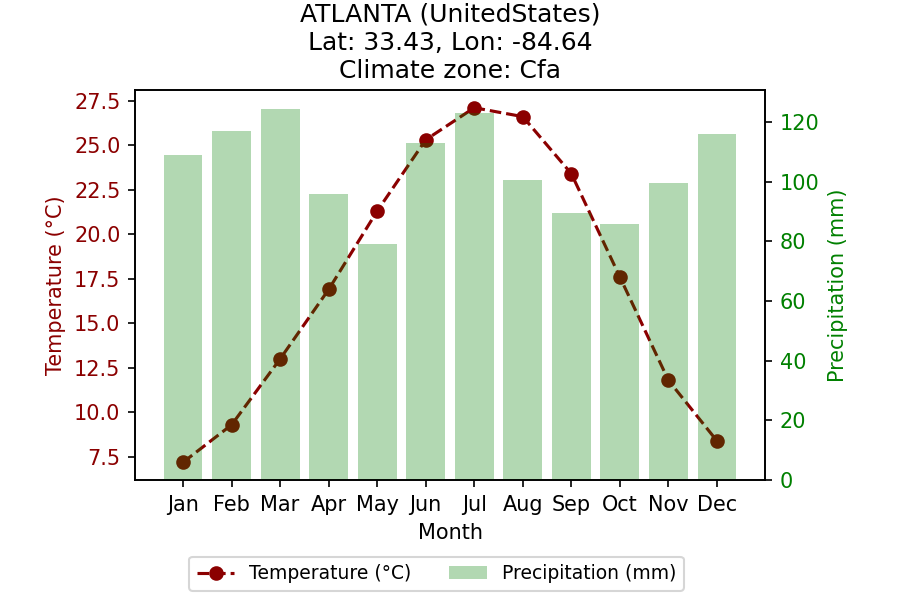 ATLANTA (UnitedStates)
Lat: 33.43, Lon: -84.64
Climate zone: Cfa
27.5
25.0
22.5
20.0
17.5
15.0
12.5
10.0
7.5
Temperature (°C)
120
100
80
60
40
20
0
Precipitation (mm)
Jan Feb Mar Apr May Jun Jul Aug Sep Oct Nov Dec
Month
Temperature (°C) Precipitation (mm)